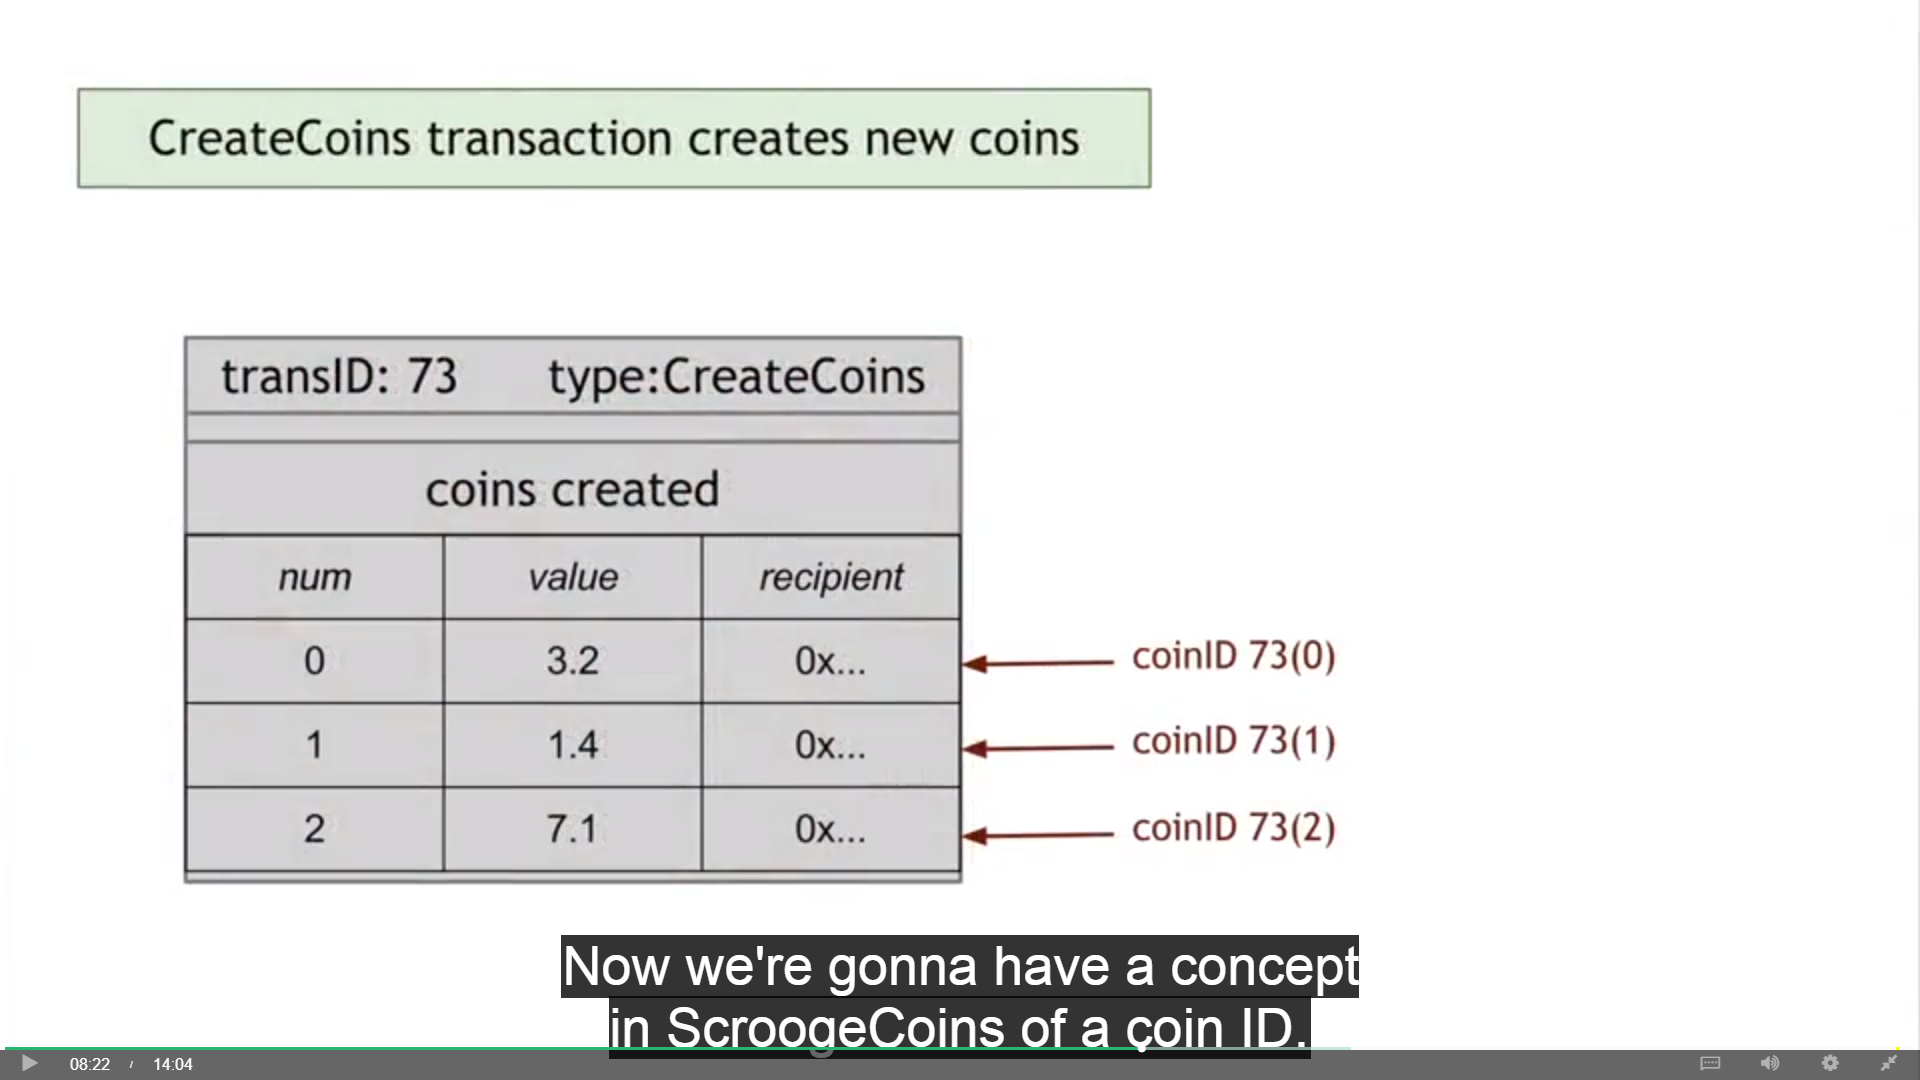 CreateCoins transaction creates new coins
transID: 73 type:CreateCoins
coins created
num value recipient
0 3.2 0x... coinID 73(0)
1 1.4 0x... coinID 73(1)
2 7.1 0x... coinID 73(2)
Now we're gonna have a concept
in ScroogeCoins of a coin ID.
08:22 / 14:04